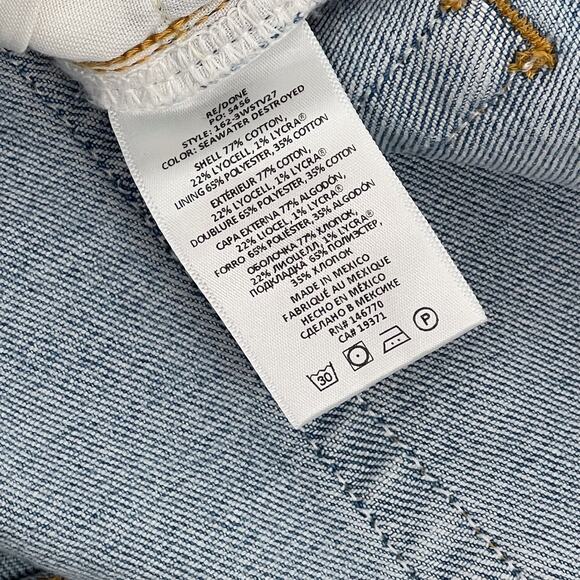 RE/DONE
PO: 5456
STYLE: 162-3WSTV27
COLOR: SEAWATER DESTROYED
SHELL 77% COTTON,
22% LYOCELL, 1% LYCRA®
LINING 65% POLYESTER, 35% COTTON
EXTÉRIEUR 77% COTON,
22% LYOCELL, 1% LYCRA®
DOUBLURE 65% POLYESTER, 35% COTON
CAPA EXTERNA 77% ALGODÓN,
22% LIOCEL, 1% LYCRA®
FORRO 65% POLIÉSTER, 35% ALGODÓN
ОБОЛОЧКА 77% ХЛОПОК,
22% ЛИОЦЕЛЛ, 1% LYCRA®
ПОДКЛАДКА 65% ПОЛИЭСТЕР,
35% ХЛОПОК
MADE IN MEXICO
FABRIQUÉ AU MEXIQUE
HECHO EN MÉXICO
СДЕЛАНО В МЕКСИКЕ
RN# 146770
CA# 19371
30 P